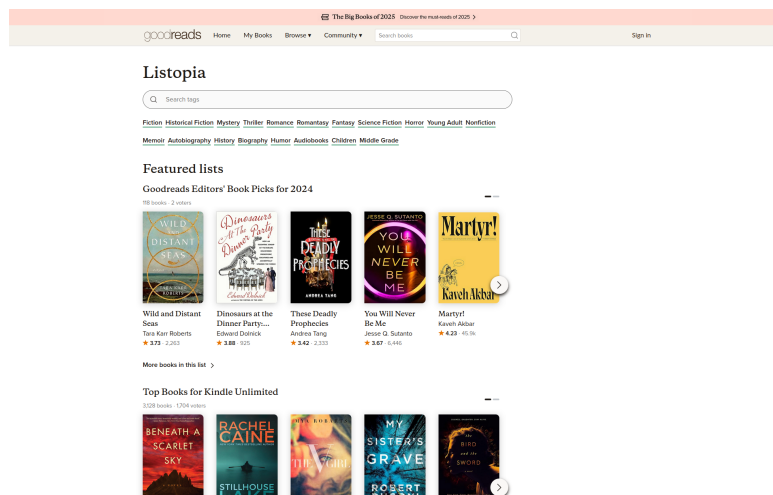 The Big Books of 2025 Discover the must-reads of 2025
goodreads Home My Books Browse ▾ Community ▾ Search books Sign in
Listopia
Search tags
Fiction Historical Fiction Mystery Thriller Romance Romantasy Fantasy Science Fiction Horror Young Adult Nonfiction
Memoir Autobiography History Biography Humor Audiobooks Children Middle Grade
Featured lists
Goodreads Editors' Book Picks for 2024
118 books · 2 voters
WILD AND DISTANT SEAS
TARA KARR ROBERTS
Dinosaurs At The Dinner Party
Edward Dolnick
THESE DEADLY PROPHECIES
ANDREA TANG
JESSE Q. SUTANTO
YOU WILL NEVER BE ME
Martyr!
Kaveh Akbar
Wild and Distant Seas
Tara Karr Roberts
3.73 · 2,263
Dinosaurs at the Dinner Party:...
Edward Dolnick
3.88 · 925
These Deadly Prophecies
Andrea Tang
3.42 · 2,333
You Will Never Be Me
Jesse Q. Sutanto
3.67 · 6,446
Martyr!
Kaveh Akbar
4.23 · 45.9k
More books in this list
Top Books for Kindle Unlimited
3,128 books · 1,704 voters
BENEATH A SCARLET SKY
RACHEL CAINE
STILLHOUSE LAKE
THE
GIRL
MY SISTER'S GRAVE
ROBERT
the BIRD and the SWORD